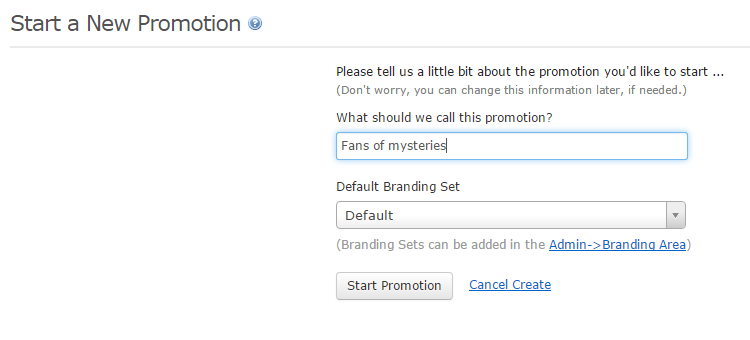 Start a New Promotion
Please tell us a little bit about the promotion you'd like to start ...
(Don't worry, you can change this information later, if needed.)
What should we call this promotion?
Fans of mysteries
Default Branding Set
Default
(Branding Sets can be added in the Admin->Branding Area)
Start Promotion Cancel Create